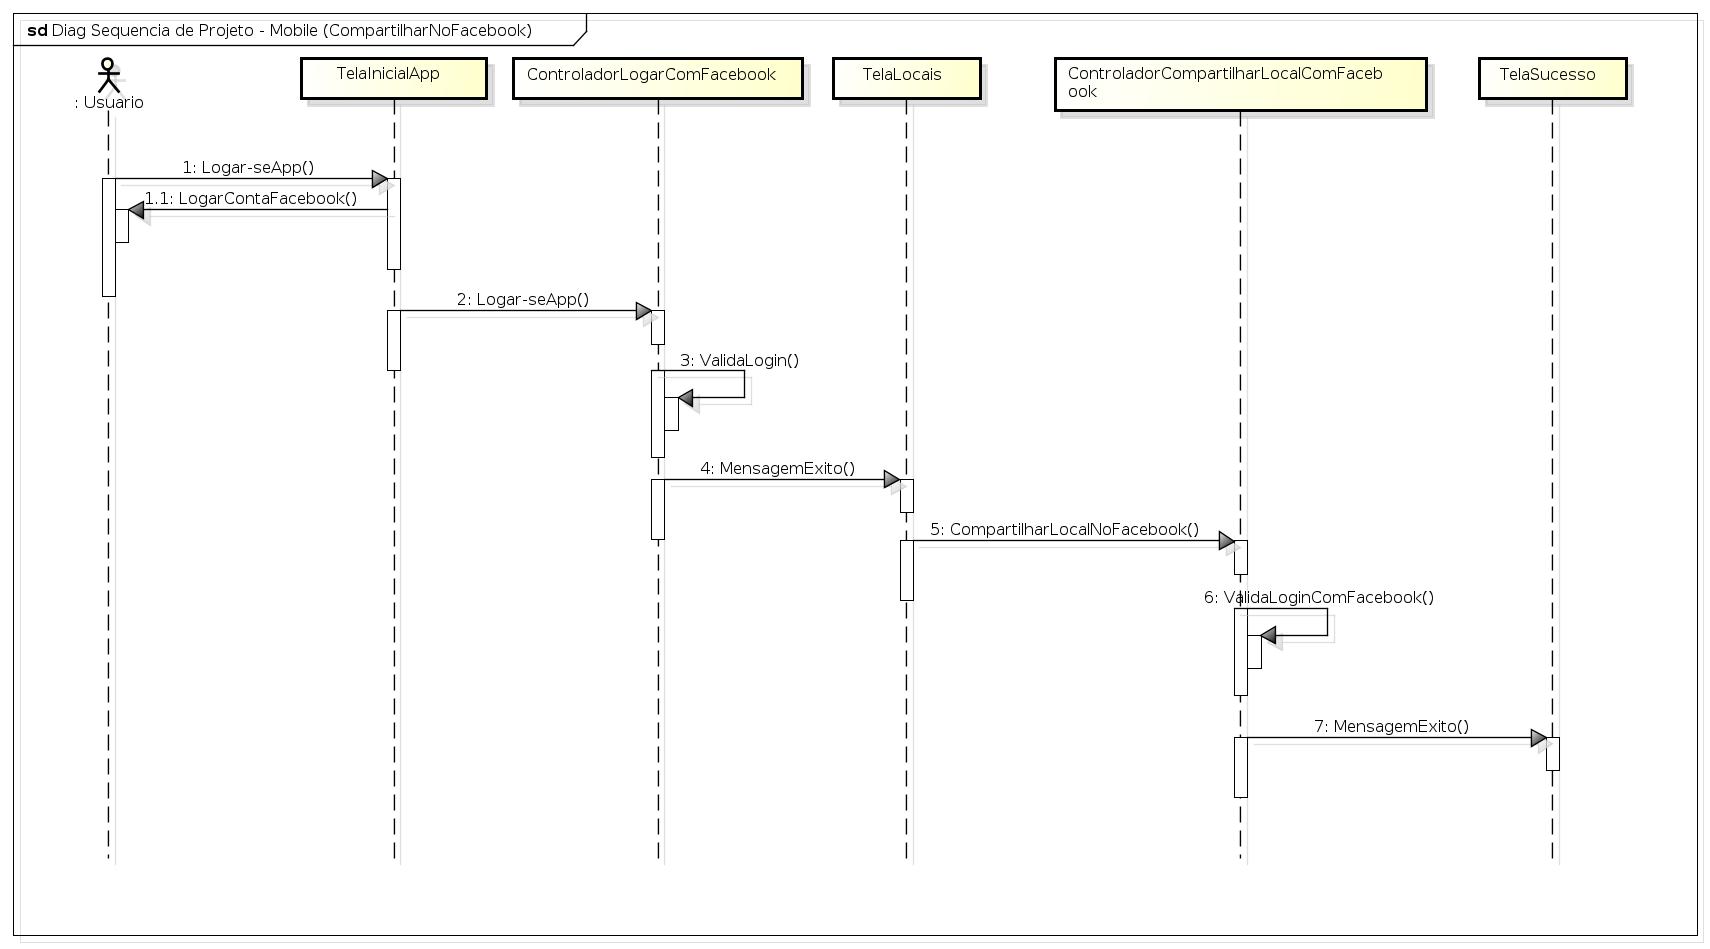 sd Diag Sequencia de Projeto - Mobile (CompartilharNoFacebook)
: Usuario
TelaInicialApp
ControladorLogarComFacebook
TelaLocais
ControladorCompartilharLocalComFaceb
ook
TelaSucesso
1: Logar-seApp()
1.1: LogarContaFacebook()
2: Logar-seApp()
3: ValidaLogin()
4: MensagemExito()
5: CompartilharLocalNoFacebook()
6: ValidaLoginComFacebook()
7: MensagemExito()